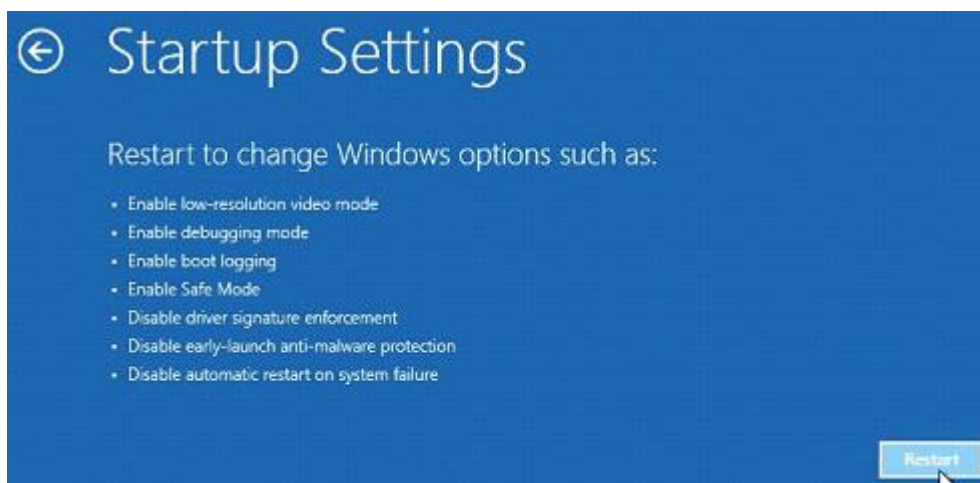 Startup Settings
Restart to change Windows options such as:
• Enable low-resolution video mode
• Enable debugging mode
• Enable boot logging
• Enable Safe Mode
• Disable driver signature enforcement
• Disable early-launch anti-malware protection
• Disable automatic restart on system failure
Restart